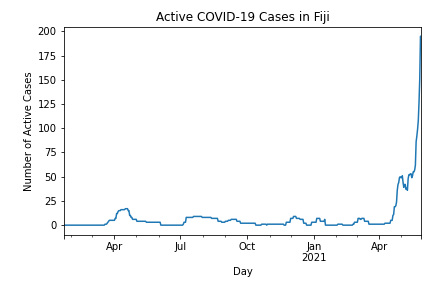 Active COVID-19 Cases in Fiji
200
175
150
125
100
75
50
25
0
Number of Active Cases
Apr Jul Oct Jan Apr
2021
Day